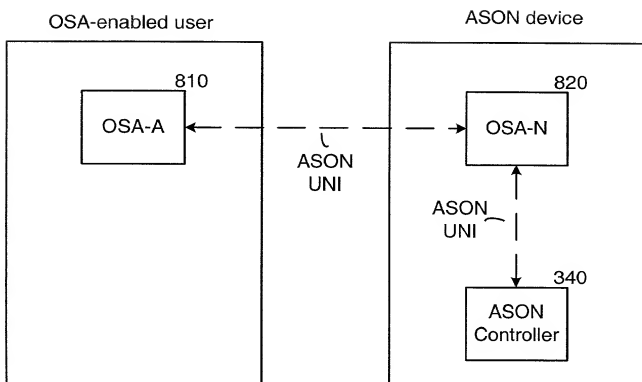 OSA-enabled user
ASON device
810
820
OSA-A
OSA-N
ASON
UNI
ASON
UNI
340
ASON
Controller